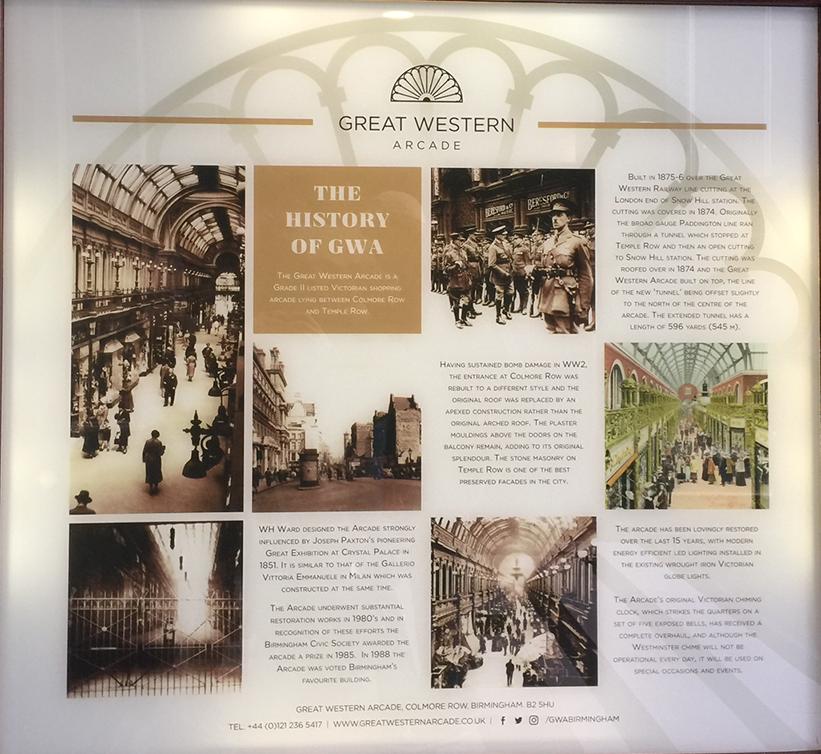 GREAT WESTERN
ARCADE
THE
HISTORY
OF GWA
The Great Western Arcade is a
Grade II listed Victorian shopping
arcade lying between Colmore Row
and Temple Row.
BERESFORD & Co
Built in 1875-6 over the Great
Western Railway line cutting at the
London end of Snow Hill station. The
cutting was covered in 1874. Originally
the broad gauge Paddington line ran
through a tunnel which stopped at
Temple Row and then an open cutting
to Snow Hill station. The cutting was
roofed over in 1874 and the Great
Western Arcade built on top, the line
of the new 'tunnel' being offset slightly
to the north of the centre of the
arcade. The extended tunnel has a
length of 596 yards (545 m).
Having sustained bomb damage in WW2,
the entrance at Colmore Row was
rebuilt to a different style and the
original roof was replaced by an
apexed construction rather than the
original arched roof. The plaster
mouldings above the doors on the
balcony remain, adding to its original
splendour. The stone masonry on
Temple Row is one of the best
preserved facades in the city.
WH Ward designed the Arcade strongly
influenced by Joseph Paxton's pioneering
Great Exhibition at Crystal Palace in
1851. It is similar to that of the Gallerio
Vittoria Emmanuele in Milan which was
constructed at the same time.
The Arcade underwent substantial
restoration works in 1980's and in
recognition of these efforts the
Birmingham Civic Society awarded the
arcade a prize in 1985. In 1988 the
Arcade was voted Birmingham's
favourite building.
The arcade has been lovingly restored
over the last 15 years, with modern
energy efficient LED lighting installed in
the existing wrought iron Victorian
globe lights.
The Arcade's original Victorian chiming
clock, which strikes the quarters on a
set of five exposed bells, has received a
complete overhaul, and although the
Westminster chime will not be
operational every day, it will be used on
special occasions and events.
GREAT WESTERN ARCADE, COLMORE ROW, BIRMINGHAM. B2 5HU
TEL: +44 (0)121 236 5417 | WWW.GREATWESTERNARCADE.CO.UK | /GWABIRMINGHAM